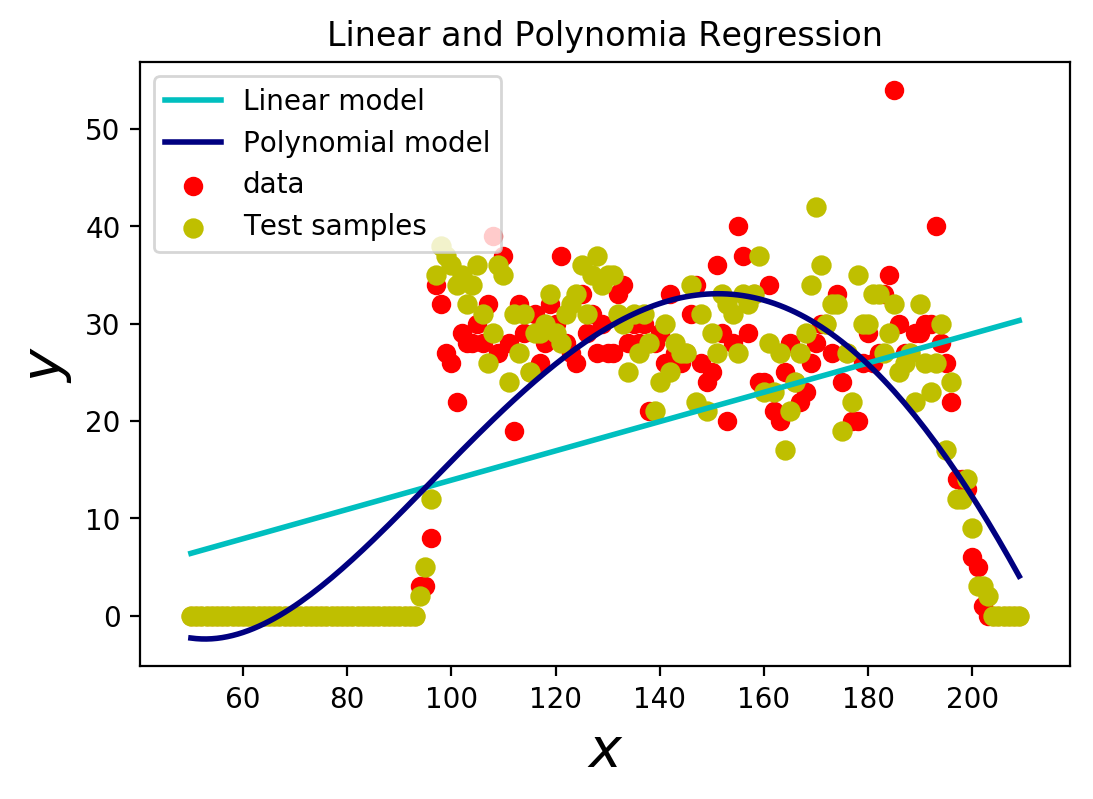 Linear and Polynomia Regression
Linear model
Polynomial model
data
Test samples
50
40
30
20
10
0
y
60 80 100 120 140 160 180 200
x